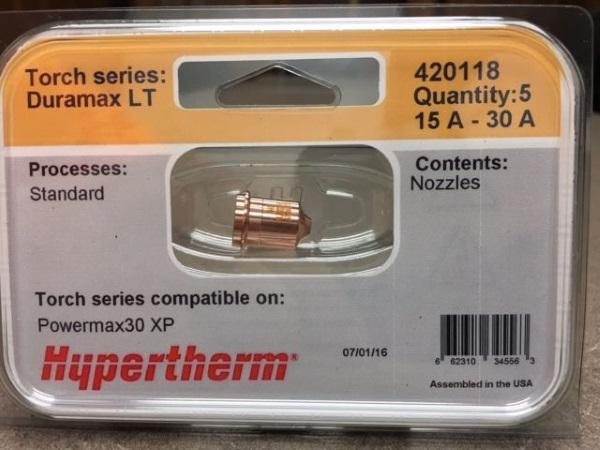 Torch series:
Duramax LT
420118
Quantity:5
15 A - 30 A
Processes:
Standard
Contents:
Nozzles
Torch series compatible on:
Powermax30 XP
Hypertherm®
07/01/16
6 62310 34556 3
Assembled in the USA